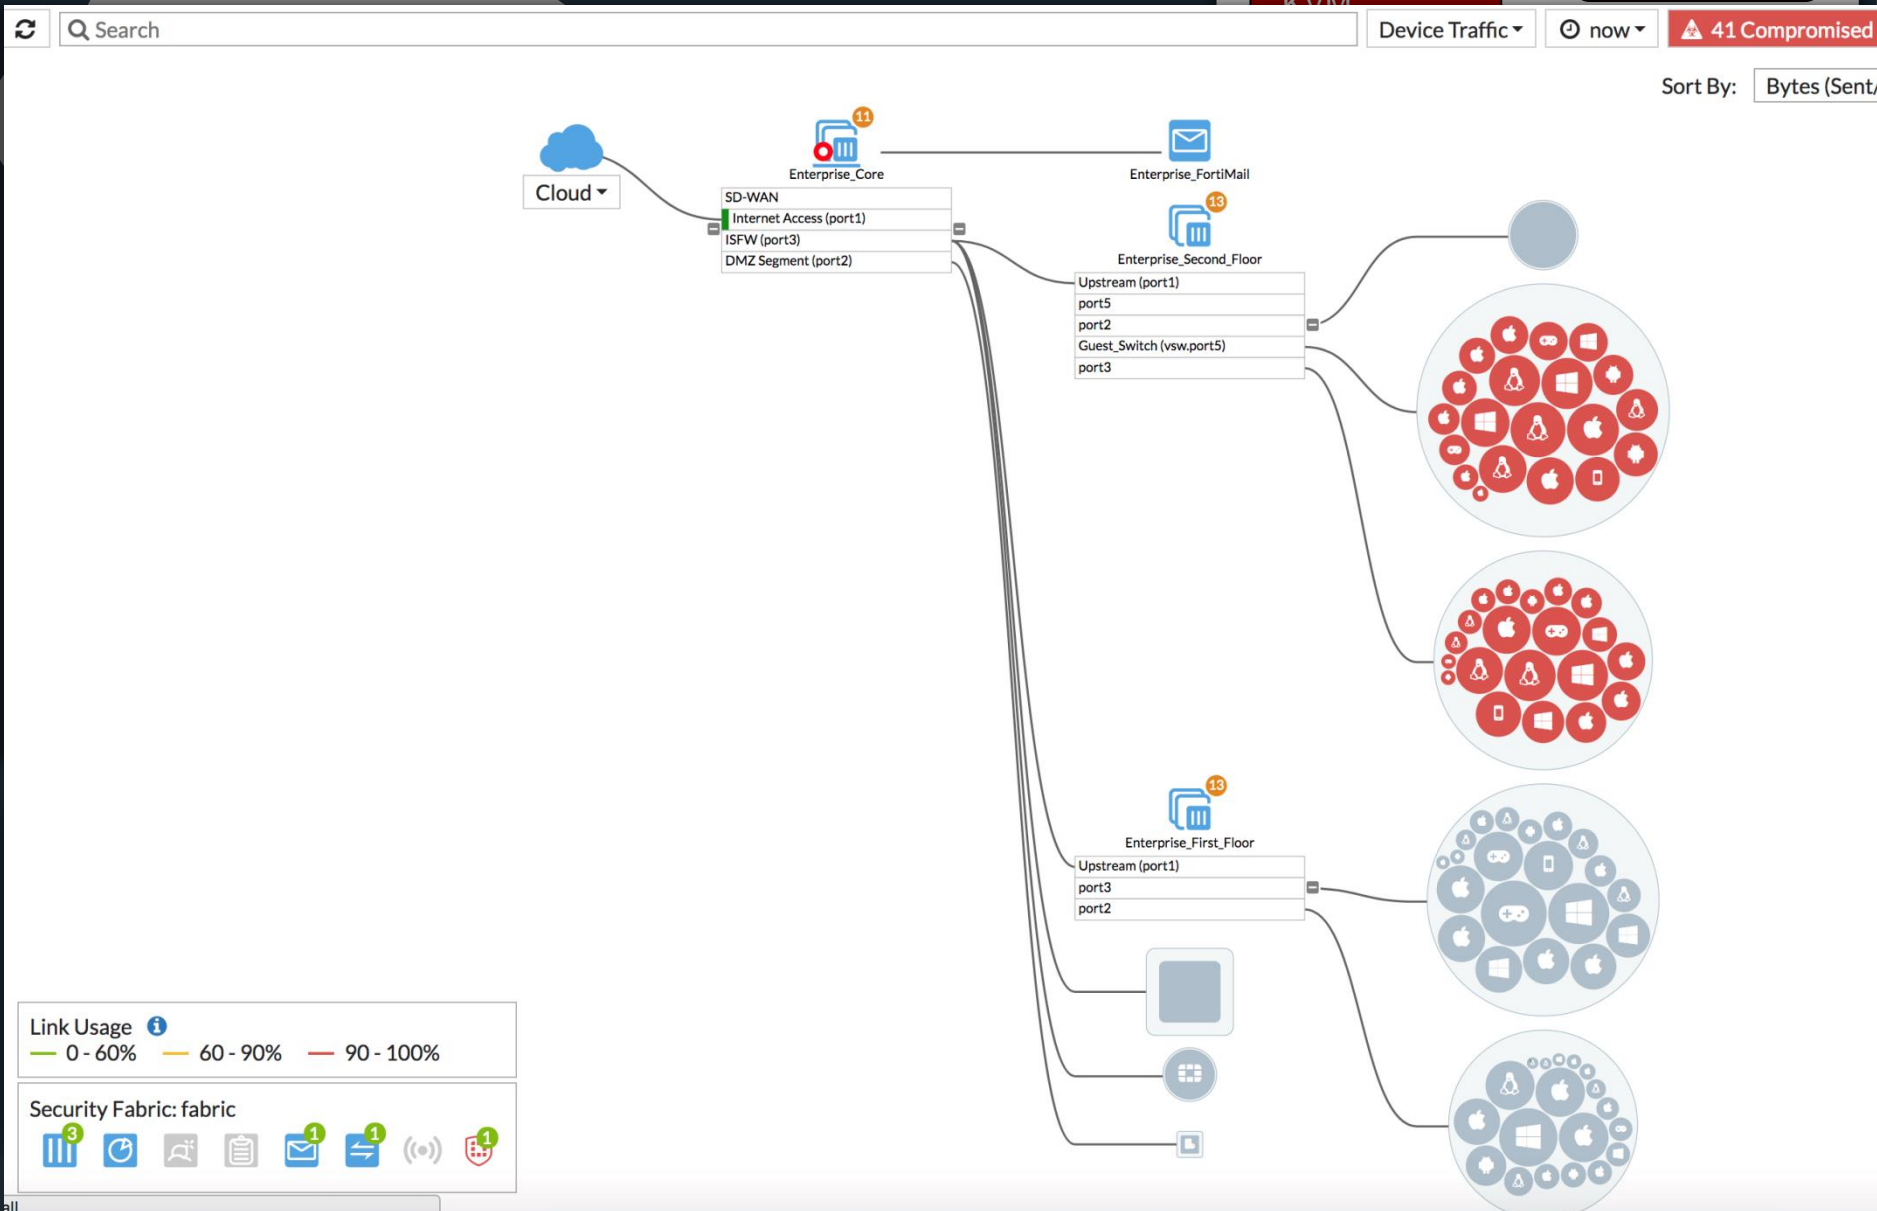 Search
Device Traffic
now
41 Compromised
Sort By:
Bytes (Sent/
11
Cloud
Enterprise_Core
SD-WAN
Internet Access (port1)
ISFW (port3)
DMZ Segment (port2)
Enterprise_FortiMail
13
Enterprise_Second_Floor
Upstream (port1)
port5
port2
Guest_Switch (vsw.port5)
port3
13
Enterprise_First_Floor
Upstream (port1)
port3
port2
Link Usage
0 - 60%
60 - 90%
90 - 100%
Security Fabric: fabric
3
1
1
1
all